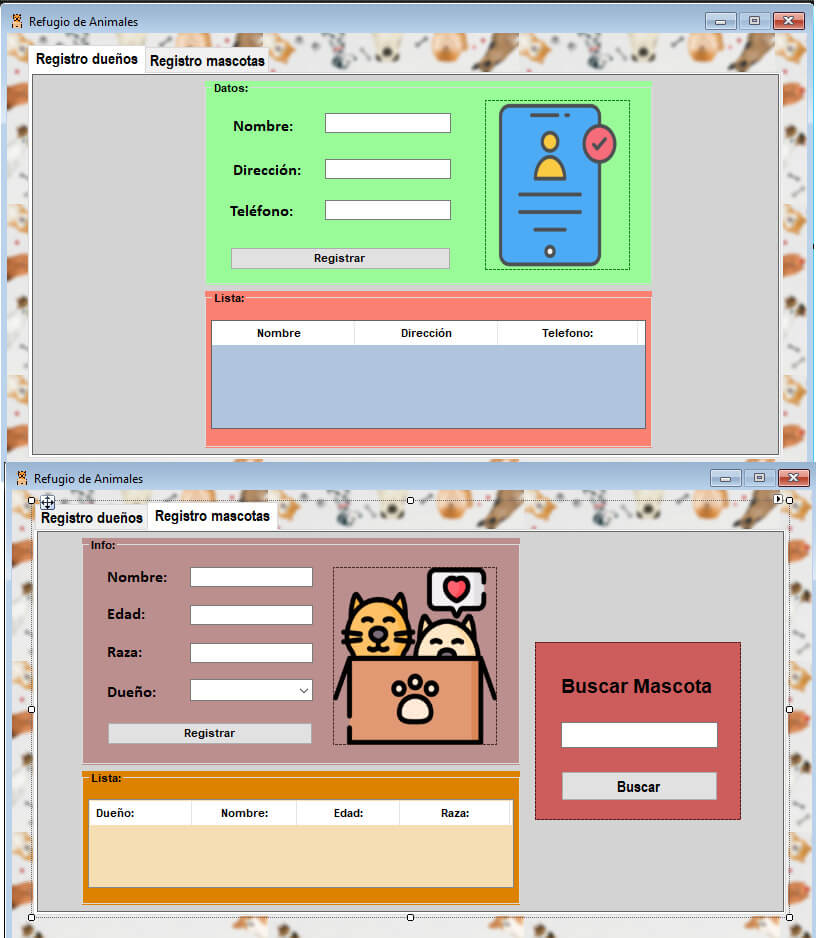 Refugio de Animales
Registro dueños
Registro mascotas
Datos:
Nombre:
Dirección:
Teléfono:
Registrar
Lista:
Nombre Dirección Telefono:
Refugio de Animales
Registro dueños
Registro mascotas
Info:
Nombre:
Edad:
Raza:
Dueño:
Registrar
Buscar Mascota
Buscar
Lista:
Dueño: Nombre: Edad: Raza: